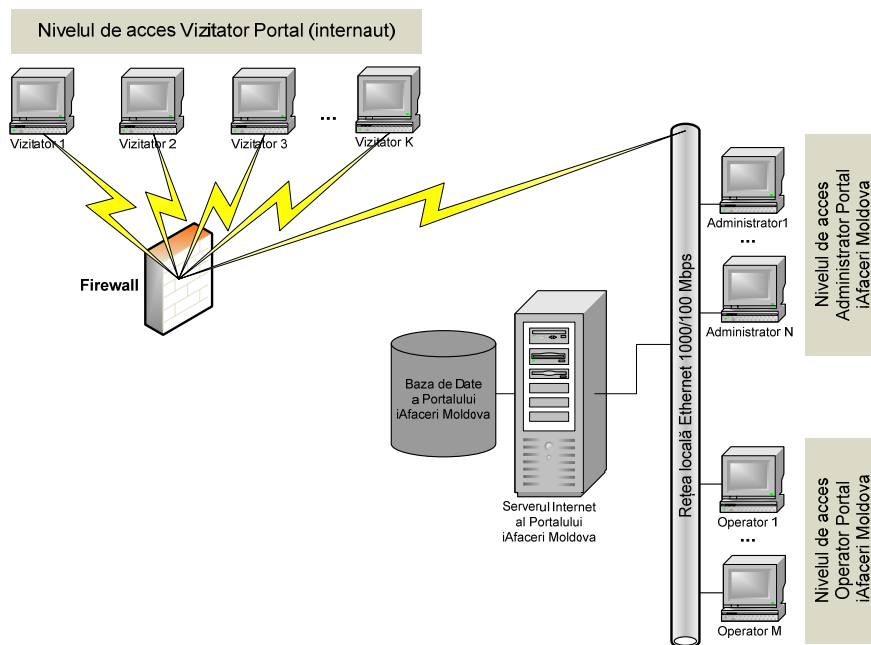 Nivelul de acces Vizitator Portal (internaut)
Vizitator 1
Vizitator 2
Vizitator 3
...
Vizitator K
Firewall
Baza de Date
a Portalului
iAfaceri Moldova
Serverul Internet
al Portalului
iAfaceri Moldova
Rețea locală Ethernet 1000/100 Mbps
Administrator1
...
Administrator N
Nivelul de acces
Administrator Portal
iAfaceri Moldova
Operator 1
...
Operator M
Nivelul de acces
Operator Portal
iAfaceri Moldova